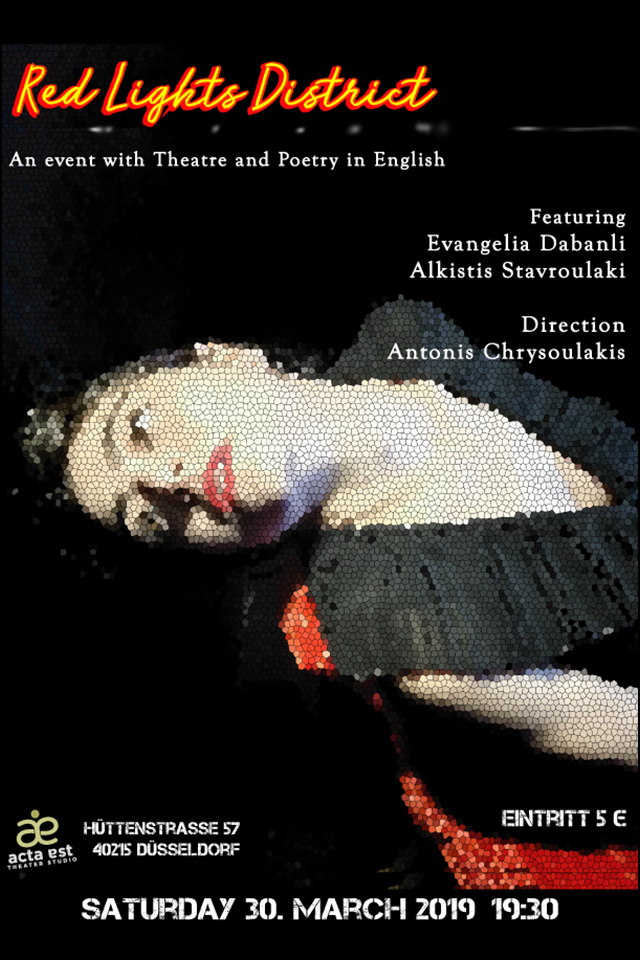 Red Lights District
An event with Theatre and Poetry in English
Featuring
Evangelia Dabanli
Alkistis Stavroulaki
Direction
Antonis Chrysoulakis
EINTRITT 5 €
HÜTTENSTRASSE 57
40215 DÜSSELDORF
æ
acta est
THEATER STUDIO
SATURDAY 30. MARCH 2019 19:30